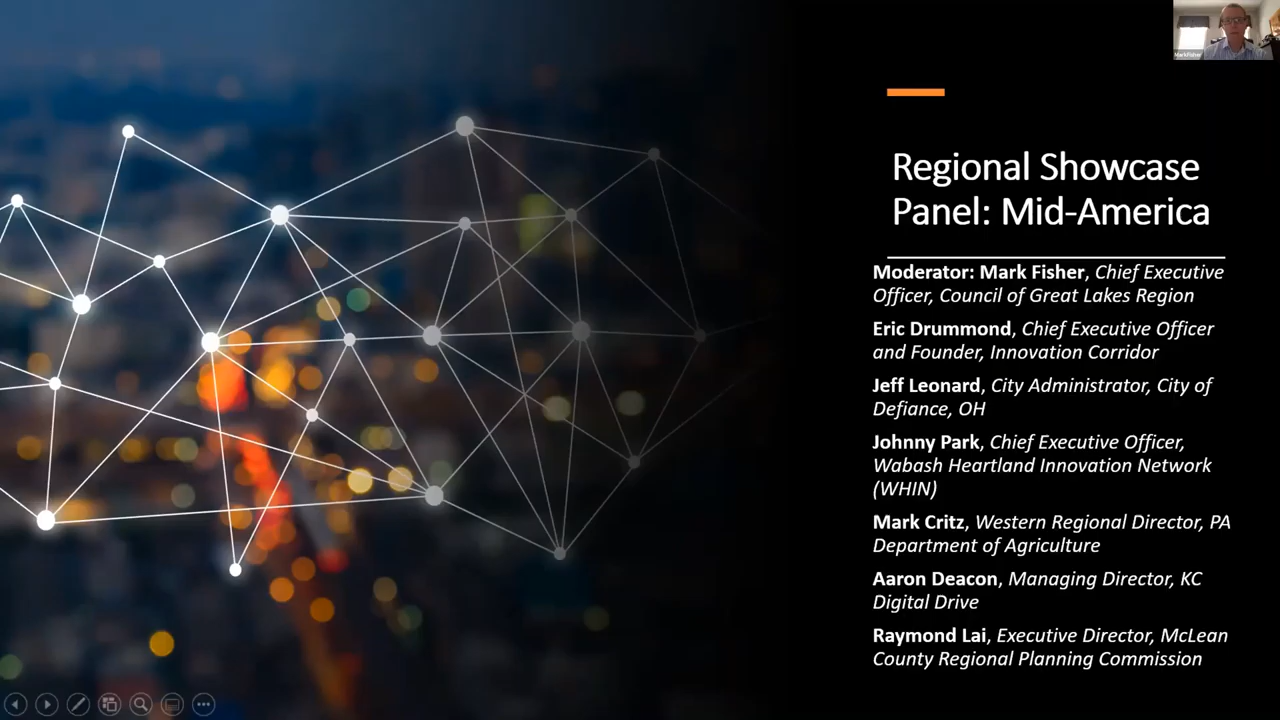 MarkFisher
Regional Showcase
Panel: Mid-America
Moderator: Mark Fisher, Chief Executive
Officer, Council of Great Lakes Region
Eric Drummond, Chief Executive Officer
and Founder, Innovation Corridor
Jeff Leonard, City Administrator, City of
Defiance, OH
Johnny Park, Chief Executive Officer,
Wabash Heartland Innovation Network
(WHIN)
Mark Critz, Western Regional Director, PA
Department of Agriculture
Aaron Deacon, Managing Director, KC
Digital Drive
Raymond Lai, Executive Director, McLean
County Regional Planning Commission